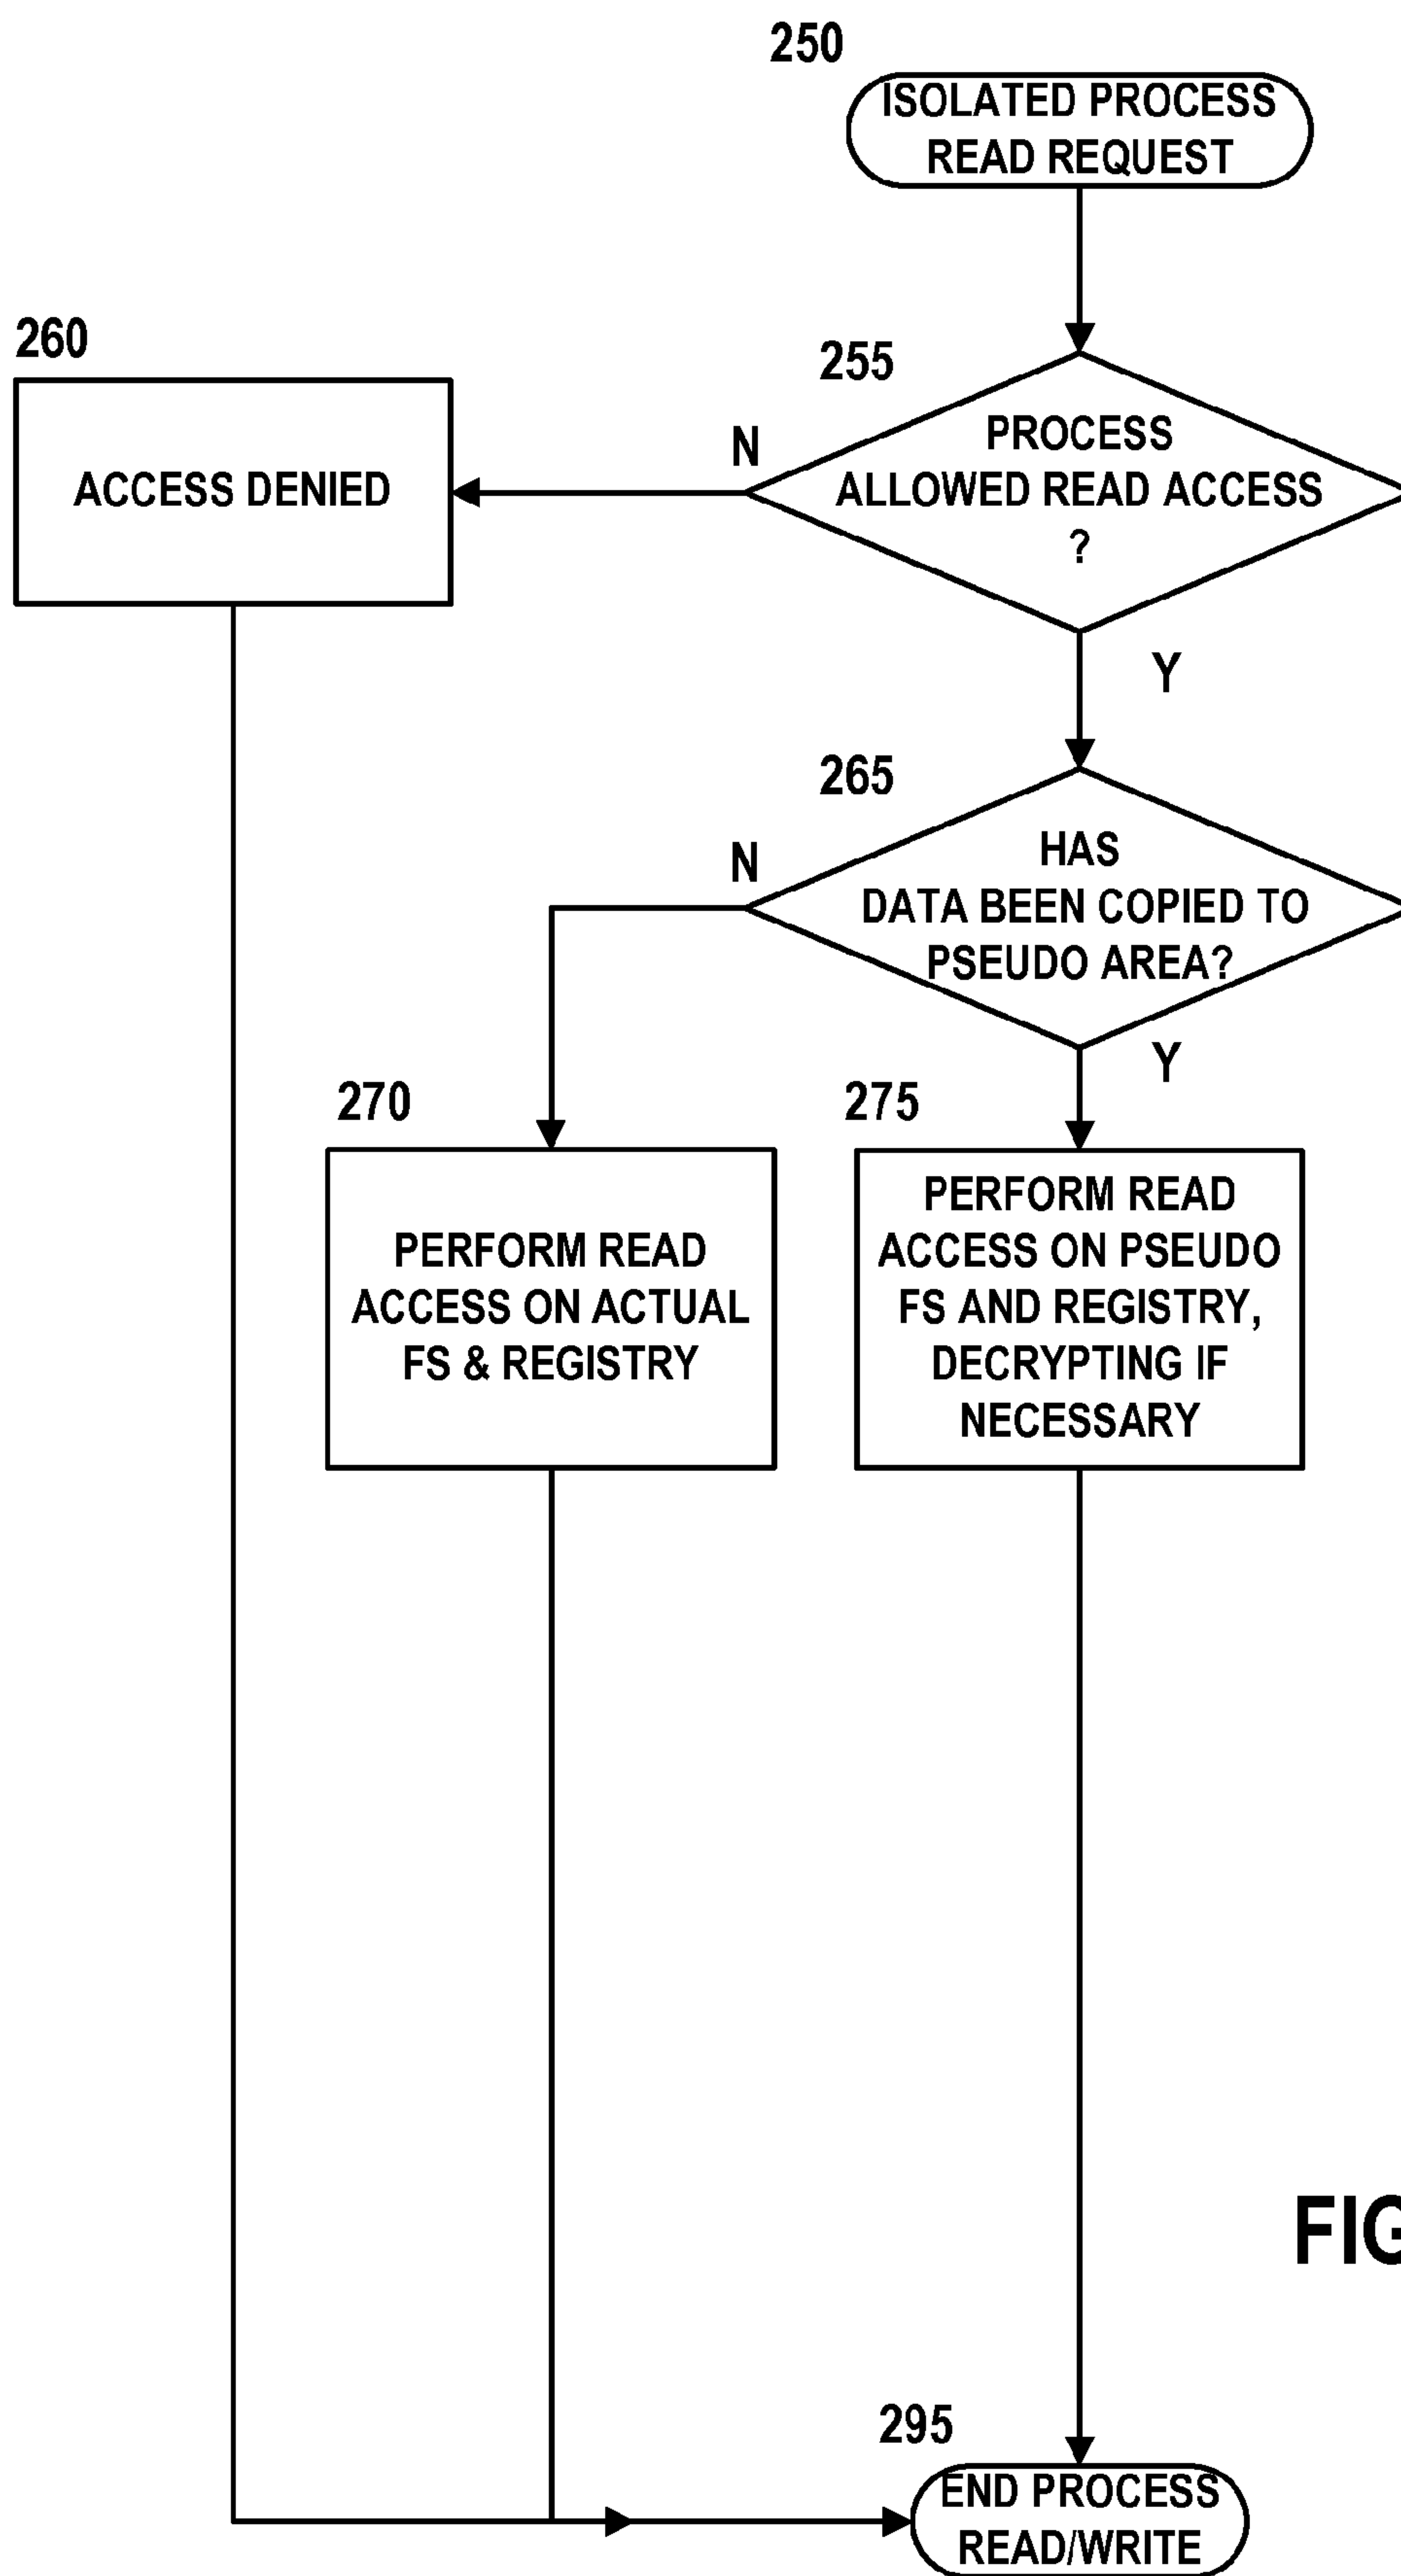 250
ISOLATED PROCESS
READ REQUEST
260
255
N
PROCESS
ALLOWED READ ACCESS
?
ACCESS DENIED
Y
265
N
HAS
DATA BEEN COPIED TO
PSEUDO AREA?
Y
270
275
PERFORM READ
ACCESS ON ACTUAL
FS & REGISTRY
PERFORM READ
ACCESS ON PSEUDO
FS AND REGISTRY,
DECRYPTING IF
NECESSARY
FIG
295
END PROCESS
READ/WRITE